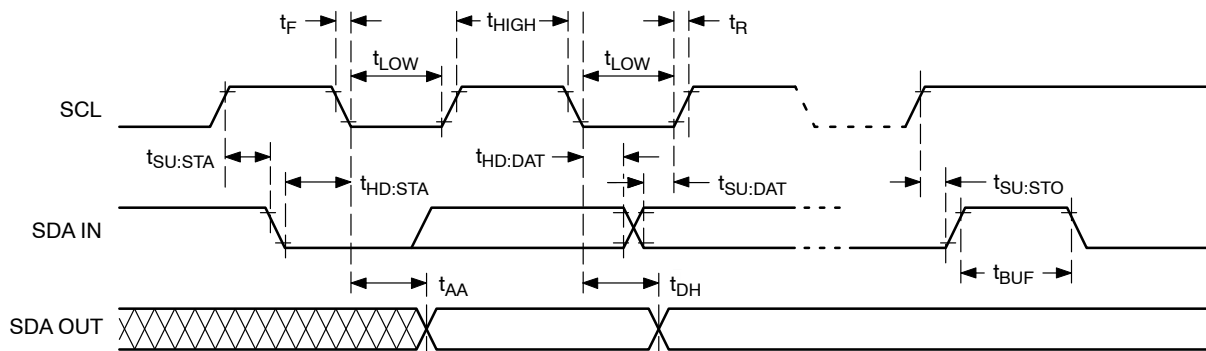 tF
tHIGH
tR
tLOW
tLOW
SCL
tSU:STA
tHD:STA
tHD:DAT
tSU:DAT
tSU:STO
SDA IN
tBUF
tAA
tDH
SDA OUT